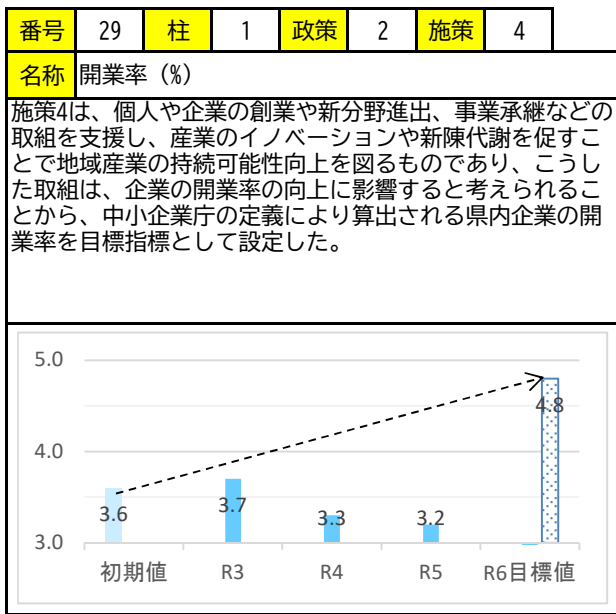 番号 29 柱 1 政策 2 施策 4
名称 開業率（%）
施策4は、個人や企業の創業や新分野進出、事業承継などの
取組を支援し、産業のイノベーションや新陳代謝を促すこ
とで地域産業の持続可能性向上を図るものであり、こうし
た取組は、企業の開業率の向上に影響すると考えられるこ
とから、中小企業庁の定義により算出される県内企業の開
業率を目標指標として設定した。
5.0
4.0
3.0
3.6
3.7
3.3
3.2
4.8
初期値 R3 R4 R5 R6目標値